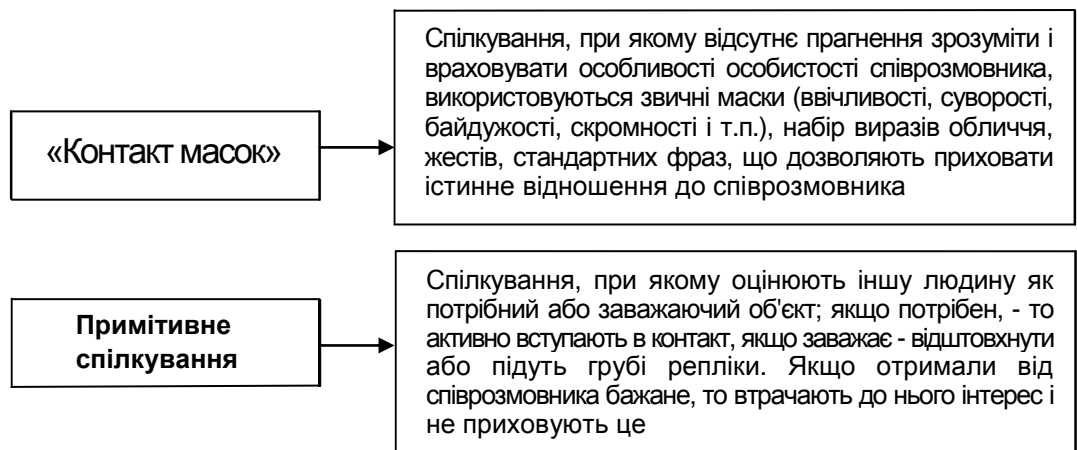 «Контакт масок»
Спілкування, при якому відсутнє прагнення зрозуміти і
враховувати особливості особистості співрозмовника,
використовуються звичні маски (ввічливості, суворості,
байдужості, скромності і т.п.), набір виразів обличчя,
жестів, стандартних фраз, що дозволяють приховати
істинне відношення до співрозмовника
Примітивне
спілкування
Спілкування, при якому оцінюють іншу людину як
потрібний або заважаючий об'єкт; якщо потрібен, - то
активно вступають в контакт, якщо заважає - відштовхнути
або підуть грубі репліки. Якщо отримали від
співрозмовника бажане, то втрачають до нього інтерес і
не приховують це